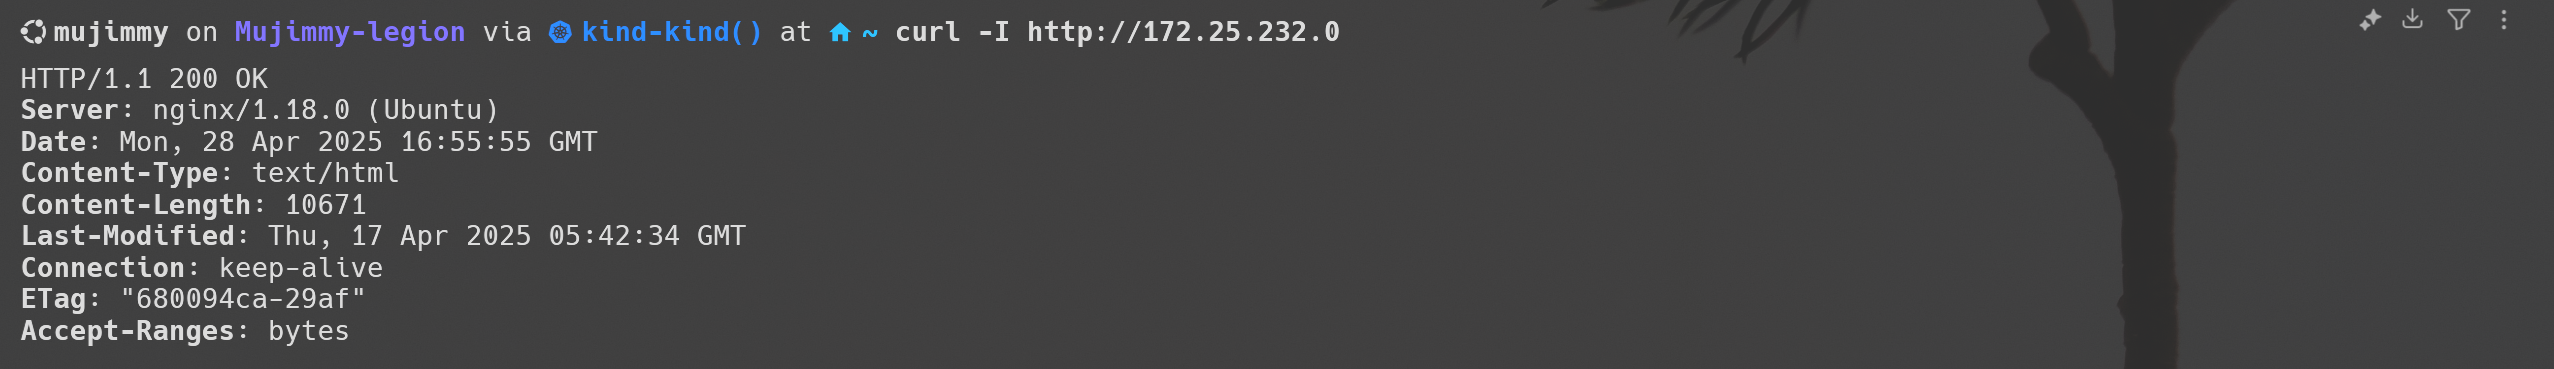 mujimmy on Mujimmy-legion via kind-kind() at ~ curl -I http://172.25.232.0
HTTP/1.1 200 OK
Server: nginx/1.18.0 (Ubuntu)
Date: Mon, 28 Apr 2025 16:55:55 GMT
Content-Type: text/html
Content-Length: 10671
Last-Modified: Thu, 17 Apr 2025 05:42:34 GMT
Connection: keep-alive
ETag: "680094ca-29af"
Accept-Ranges: bytes